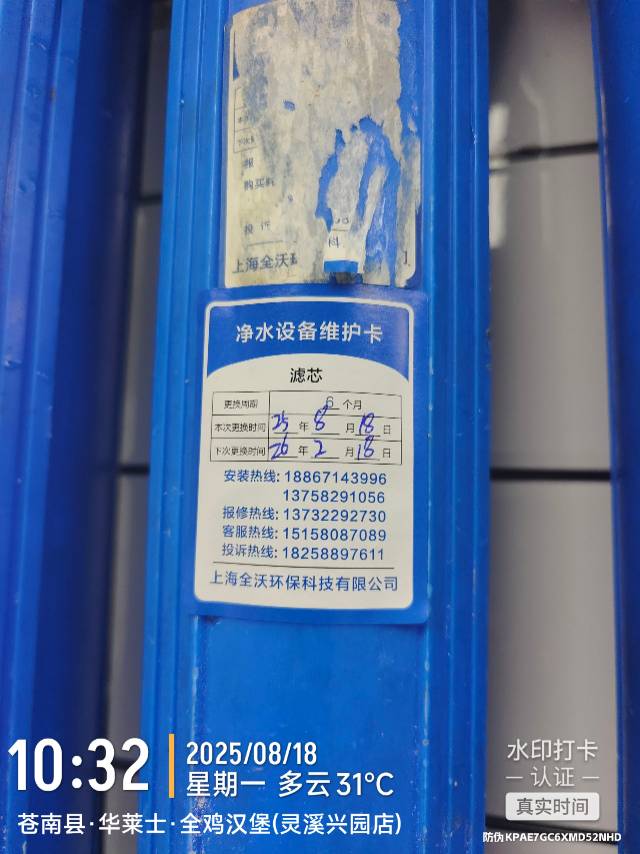 购买
投诉
科
上海全沃
净水设备维护卡
滤芯
更换周期 6 个月
本次更换时间 25 年 8 月 18 日
下次更换时间 26 年 2 月 18 日
安装热线: 18867143996
13758291056
报修热线: 13732292730
客服热线: 15158087089
投诉热线: 18258897611
上海全沃环保科技有限公司
10:32
2025/08/18
星期一 多云 31°C
苍南县·华莱士·全鸡汉堡(灵溪兴园店)
水印打卡
认证
真实时间
防伪 KPAE7GC6XMD52NHD